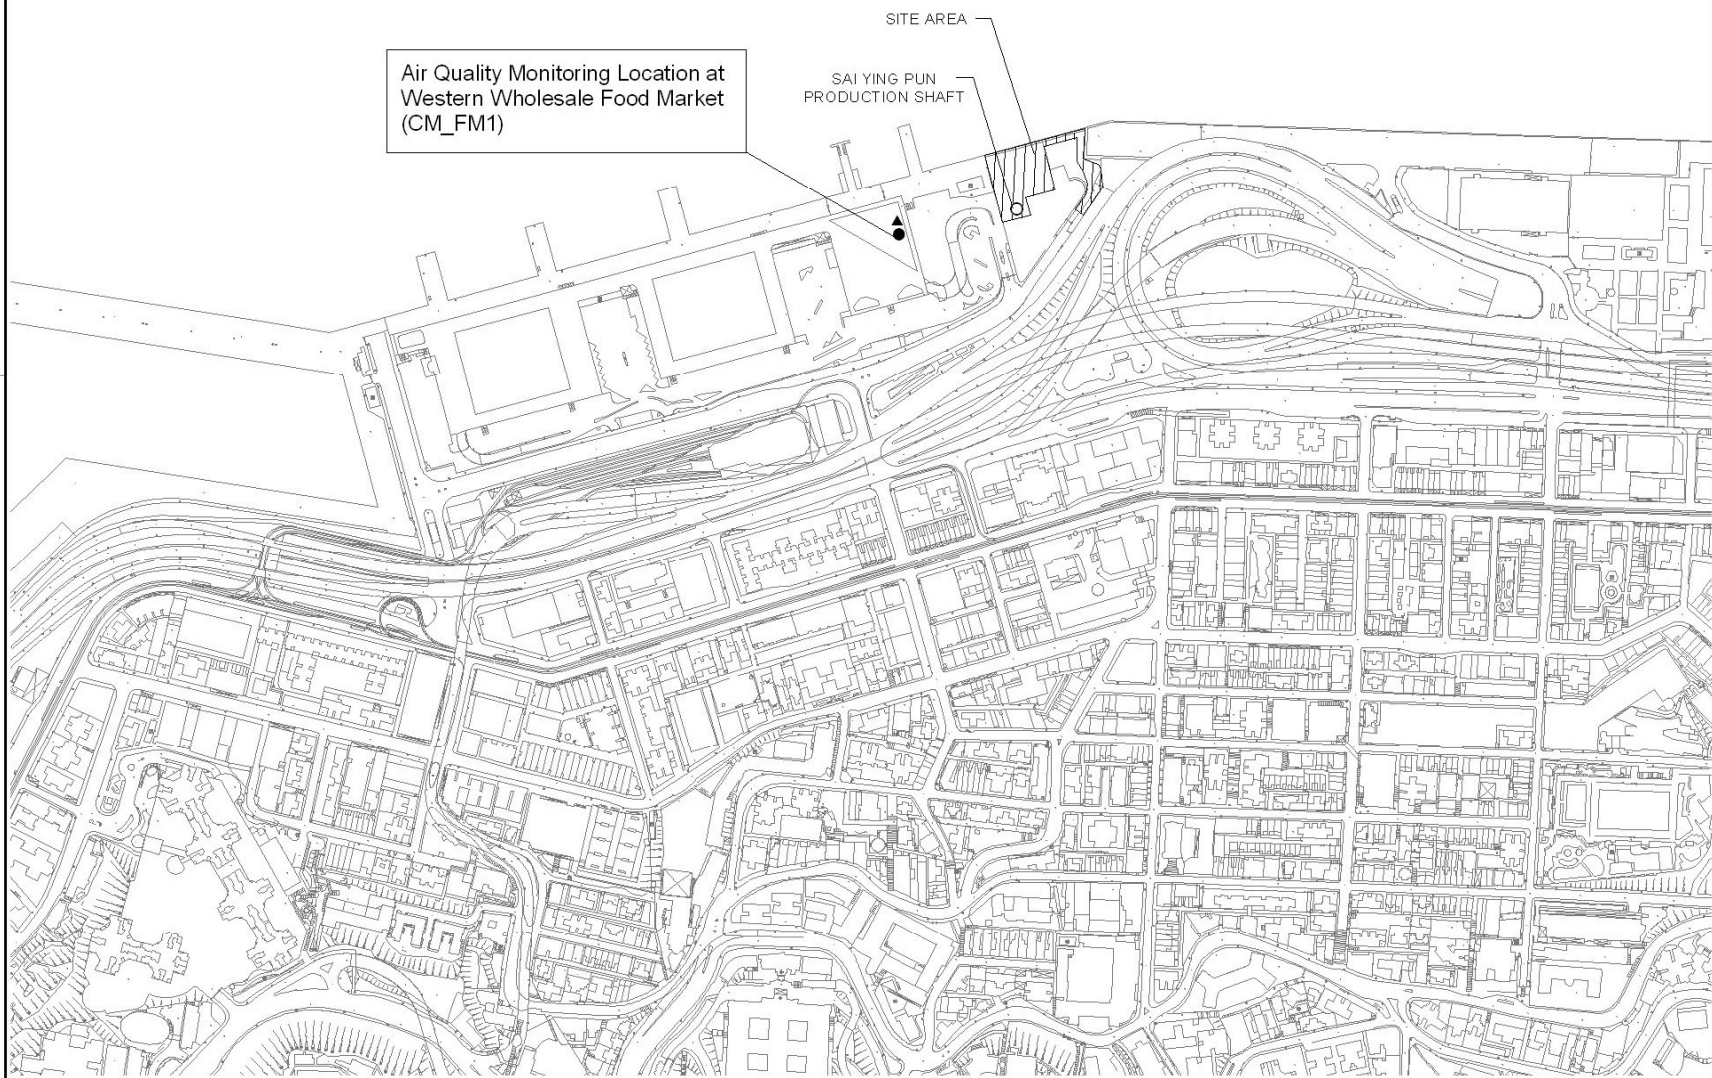 SITE AREA
Air Quality Monitoring Location at
Western Wholesale Food Market
(CM_FM1)
SAI YING PUN
PRODUCTION SHAFT